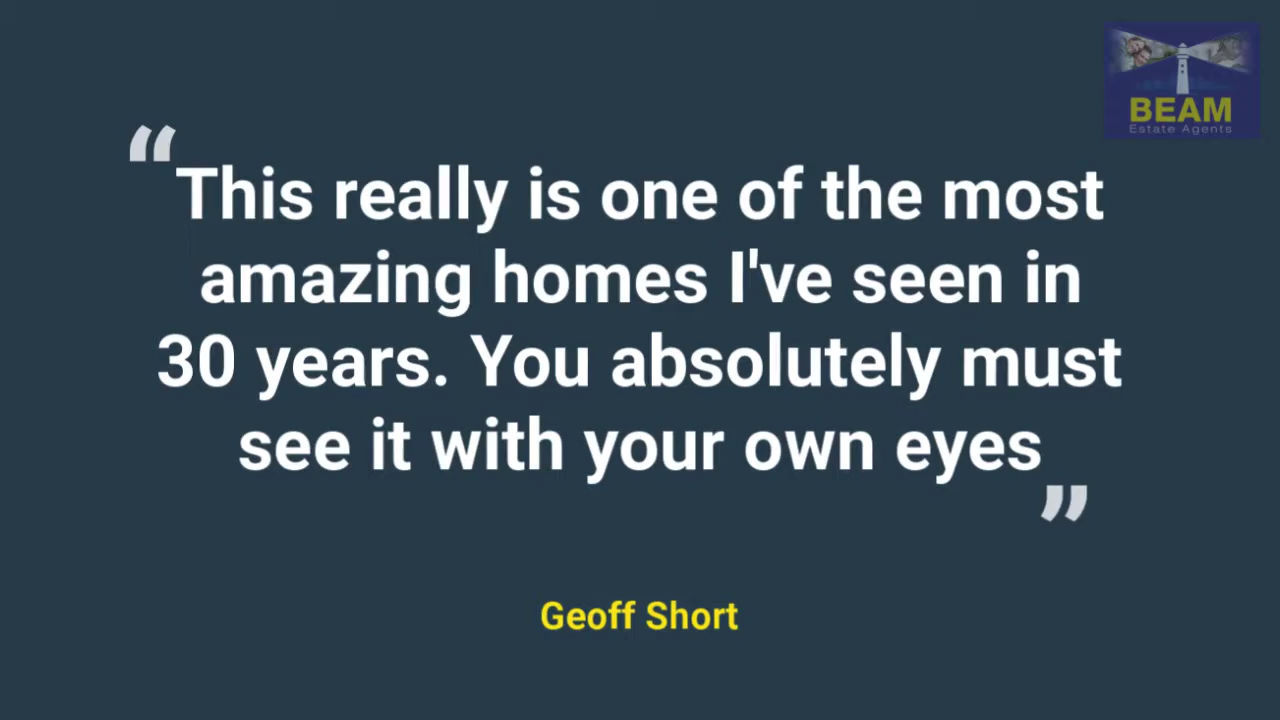 BEAM
Estate Agents
“This really is one of the most
amazing homes I've seen in
30 years. You absolutely must
see it with your own eyes”
Geoff Short